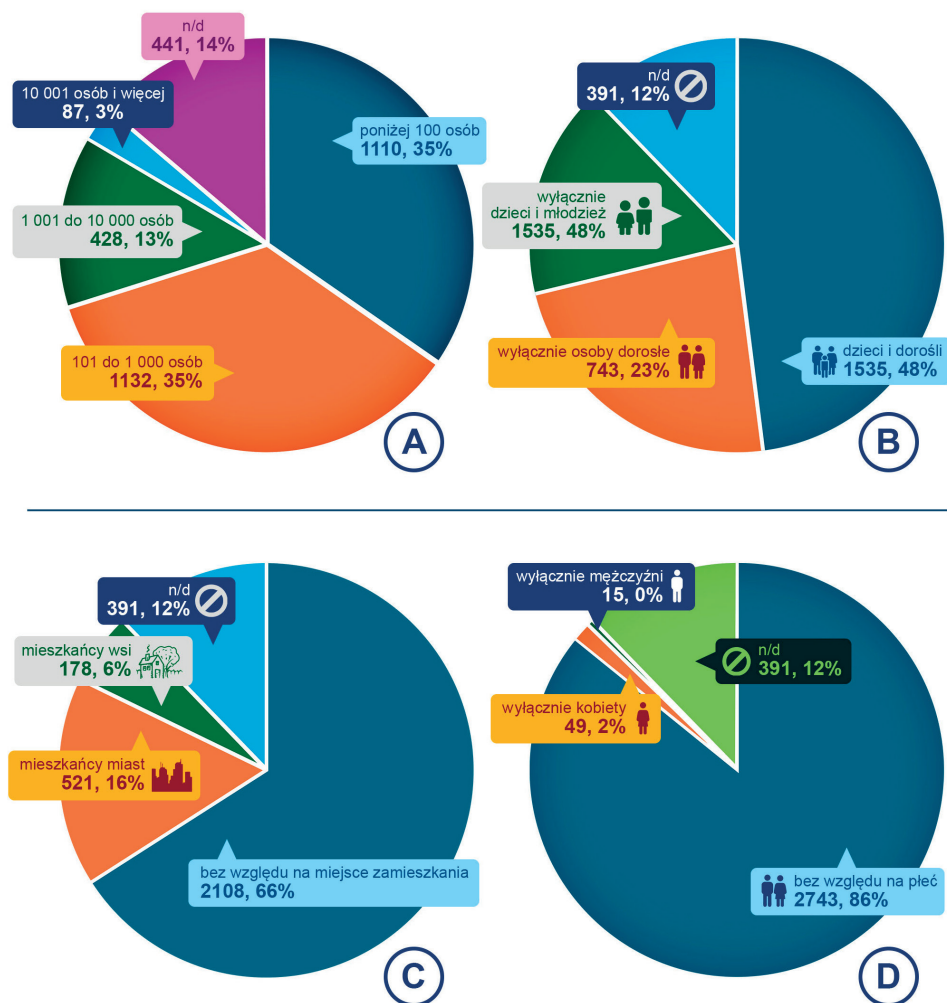 n/d
441, 14%
10 001 osób i więcej
87, 3%
poniżej 100 osób
1110, 35%
1 001 do 10 000 osób
428, 13%
101 do 1 000 osób
1132, 35%
A
n/d
391, 12%
wyłącznie
dzieci i młodzież
1535, 48%
wyłącznie osoby dorosłe
743, 23%
dzieci i dorośli
1535, 48%
B
n/d
391, 12%
mieszkańcy wsi
178, 6%
mieszkańcy miast
521, 16%
bez względu na miejsce zamieszkania
2108, 66%
C
wyłącznie mężczyźni
15, 0%
n/d
391, 12%
wyłącznie kobiety
49, 2%
bez względu na płeć
2743, 86%
D